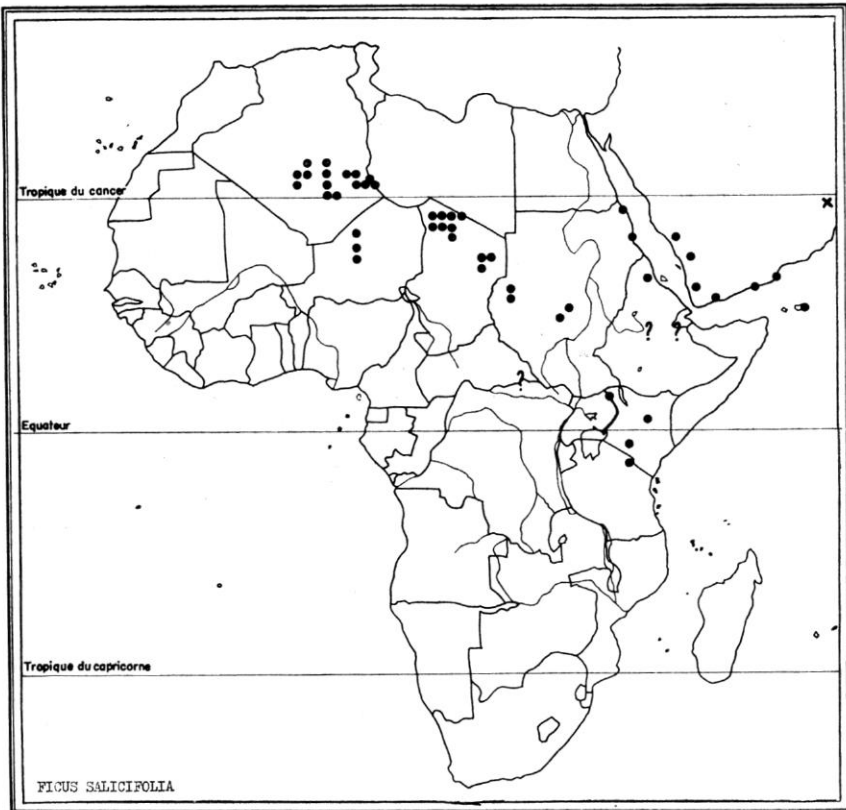 Tropique du cancer
x
?
?
?
Equateur
Tropique du capricorne
FICUS SALICIFOLIA